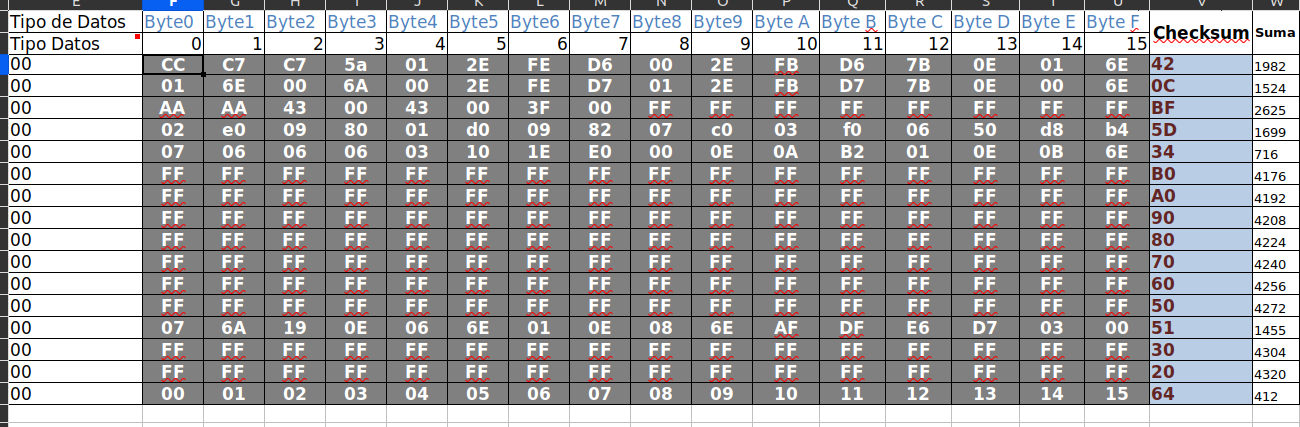 E F G H I J K L M N O P Q R S T U V W
Tipo de Datos Byte0 Byte1 Byte2 Byte3 Byte4 Byte5 Byte6 Byte7 Byte8 Byte9 Byte A Byte B Byte C Byte D Byte E Byte F Checksum Suma
Tipo Datos 0 1 2 3 4 5 6 7 8 9 10 11 12 13 14 15
00 CC C7 C7 5a 01 2E FE D6 00 2E FB D6 7B 0E 01 6E 42 1982
00 01 6E 00 6A 00 2E FE D7 01 2E FB D7 7B 0E 00 6E 0C 1524
00 AA AA 43 00 43 00 3F 00 FF FF FF FF FF FF FF FF BF 2625
00 02 e0 09 80 01 d0 09 82 07 c0 03 f0 06 50 d8 b4 5D 1699
00 07 06 06 06 03 10 1E E0 00 0E 0A B2 01 0E 0B 6E 34 716
00 FF FF FF FF FF FF FF FF FF FF FF FF FF FF FF FF B0 4176
00 FF FF FF FF FF FF FF FF FF FF FF FF FF FF FF FF A0 4192
00 FF FF FF FF FF FF FF FF FF FF FF FF FF FF FF FF 90 4208
00 FF FF FF FF FF FF FF FF FF FF FF FF FF FF FF FF 80 4224
00 FF FF FF FF FF FF FF FF FF FF FF FF FF FF FF FF 70 4240
00 FF FF FF FF FF FF FF FF FF FF FF FF FF FF FF FF 60 4256
00 FF FF FF FF FF FF FF FF FF FF FF FF FF FF FF FF 50 4272
00 07 6A 19 0E 06 6E 01 0E 08 6E AF DF E6 D7 03 00 51 1455
00 FF FF FF FF FF FF FF FF FF FF FF FF FF FF FF FF 30 4304
00 FF FF FF FF FF FF FF FF FF FF FF FF FF FF FF FF 20 4320
00 00 01 02 03 04 05 06 07 08 09 10 11 12 13 14 15 64 412